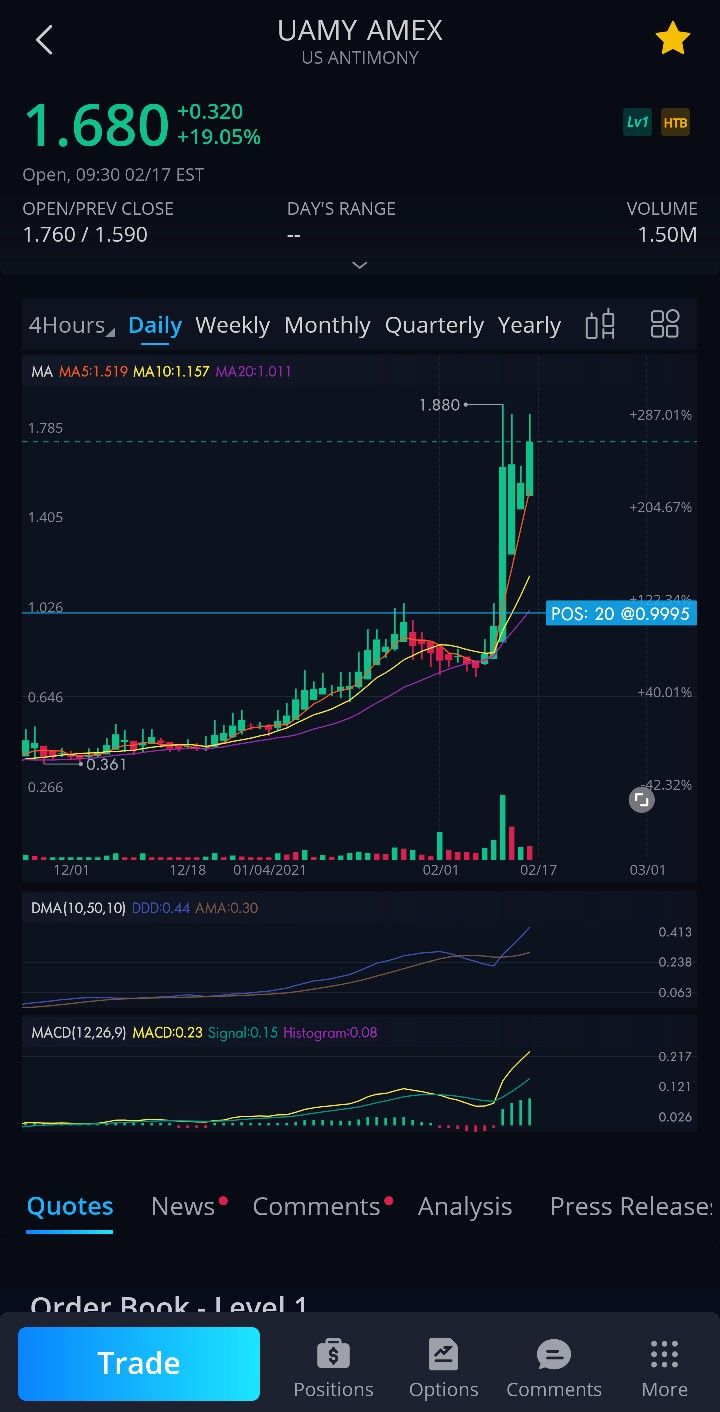 UAMY AMEX
US ANTIMONY
1.680 +0.320
+19.05%
Lv1 HTB
Open, 09:30 02/17 EST
OPEN/PREV CLOSE DAY'S RANGE VOLUME
1.760 / 1.590 -- 1.50M
4Hours Daily Weekly Monthly Quarterly Yearly
MA MA5:1.519 MA10:1.157 MA20:1.011
1.880
+287.01%
1.785
+204.67%
1.405
+122.34%
1.026
POS: 20 @0.9995
+40.01%
0.646
0.361
-42.32%
0.266
12/01 12/18 01/04/2021 02/01 02/17 03/01
DMA(10,50,10) DDD:0.44 AMA:0.30
0.413
0.238
0.063
MACD(12,26,9) MACD:0.23 Signal:0.15 Histogram:0.08
0.217
0.121
0.026
Quotes News Comments Analysis Press Releases
Order Book - Level 1
Trade Positions Options Comments More